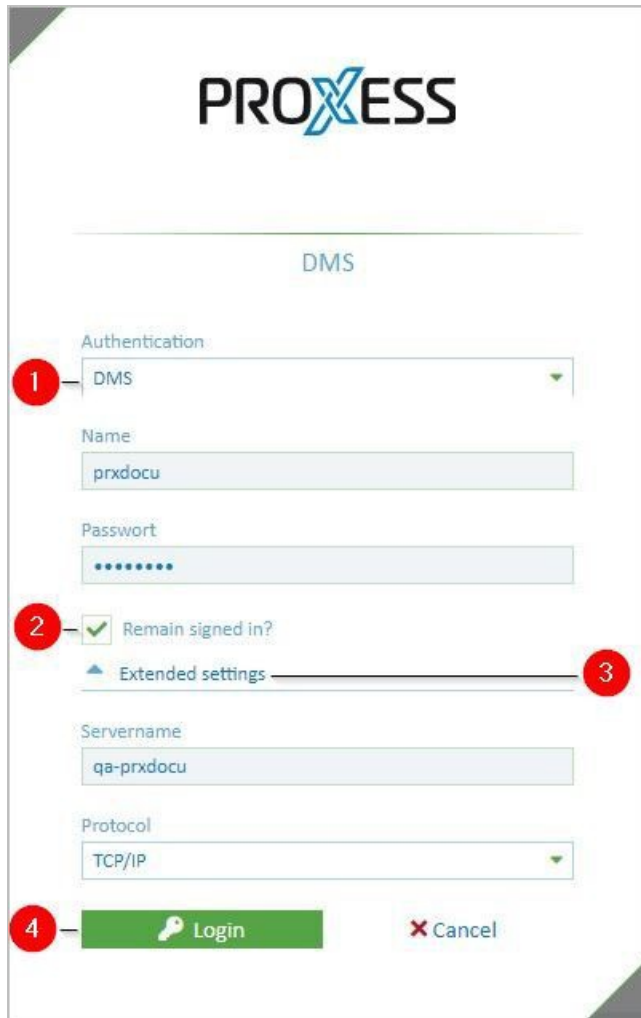 PROXESS
DMS
Authentication
1
DMS
Name
prxdocu
Passwort
••••••••
2
Remain signed in?
Extended settings
3
Servername
qa-prxdocu
Protocol
TCP/IP
4
Login
Cancel